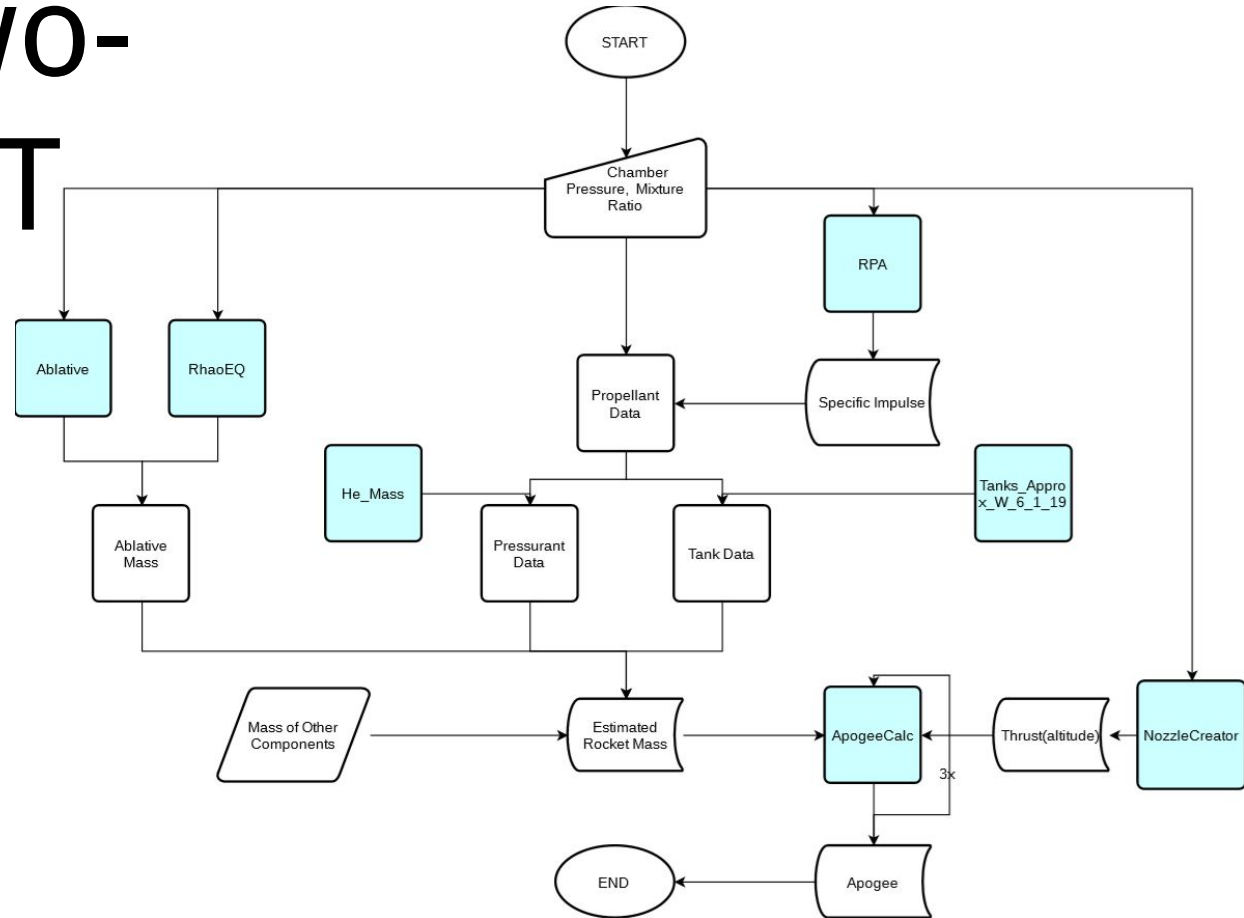 wo-
T
START
Chamber
Pressure, Mixture
Ratio
RPA
Ablative
RhaoEQ
Propellant
Data
Specific Impulse
He_Mass
Tanks_Appro
x_W_6_1_19
Ablative
Mass
Pressurant
Data
Tank Data
Mass of Other
Components
Estimated
Rocket Mass
ApogeeCalc
Thrust(altitude)
NozzleCreator
3x
END
Apogee